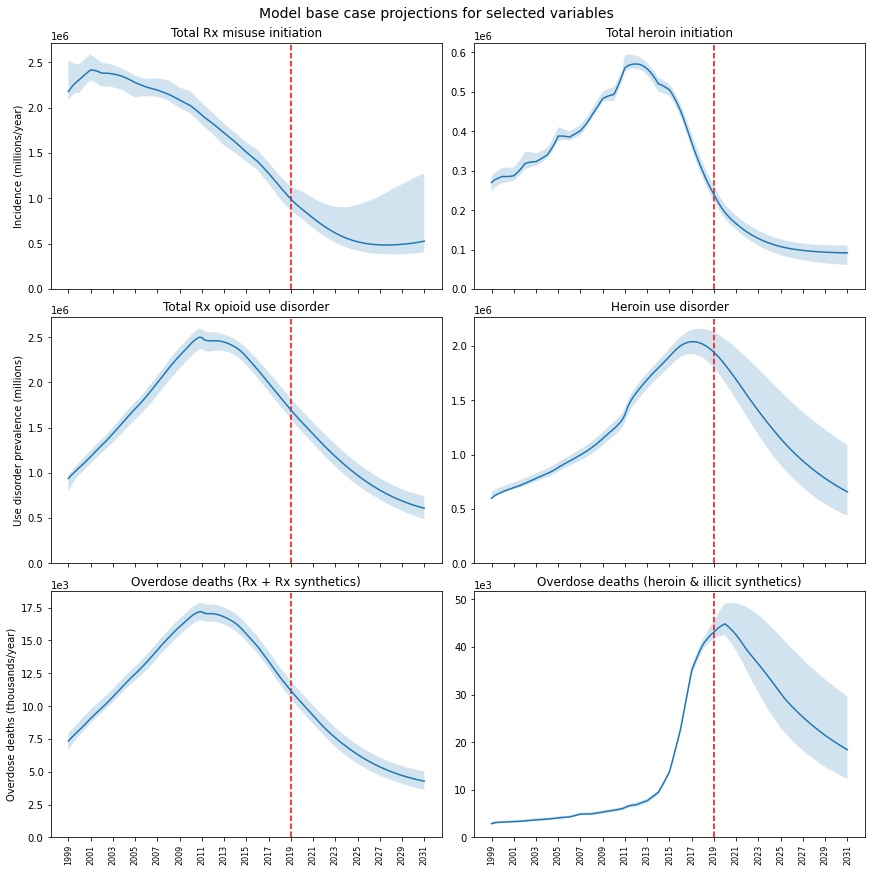 Model base case projections for selected variables
Total Rx misuse initiation
1e6
Incidence (millions/year)
2.5
2.0
1.5
1.0
0.5
0.0
Total heroin initiation
1e6
0.6
0.5
0.4
0.3
0.2
0.1
0.0
Total Rx opioid use disorder
1e6
Use disorder prevalence (millions)
2.5
2.0
1.5
1.0
0.5
0.0
Heroin use disorder
1e6
2.0
1.5
1.0
0.5
0.0
Overdose deaths (Rx + Rx synthetics)
1e3
Overdose deaths (thousands/year)
17.5
15.0
12.5
10.0
7.5
5.0
2.5
0.0
1999 2001 2003 2005 2007 2009 2011 2013 2015 2017 2019 2021 2023 2025 2027 2029 2031
Overdose deaths (heroin & illicit synthetics)
1e3
50
40
30
20
10
0
1999 2001 2003 2005 2007 2009 2011 2013 2015 2017 2019 2021 2023 2025 2027 2029 2031